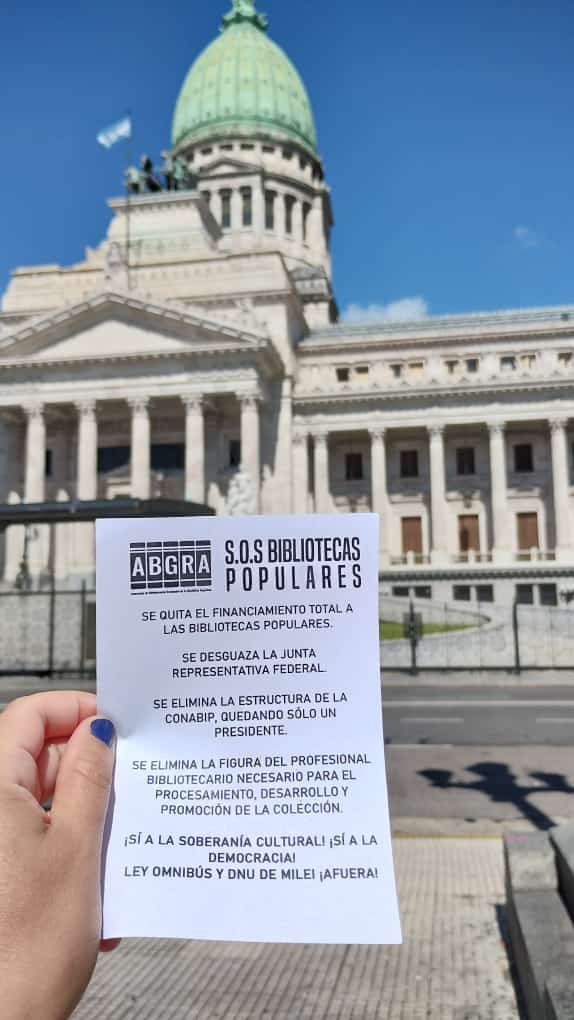 ABGRA
S.O.S BIBLIOTECAS
POPULARES
SE QUITA EL FINANCIAMIENTO TOTAL A
LAS BIBLIOTECAS POPULARES.
SE DESGUAZA LA JUNTA
REPRESENTATIVA FEDERAL.
SE ELIMINA LA ESTRUCTURA DE LA
CONABIP, QUEDANDO SÓLO UN
PRESIDENTE.
SE ELIMINA LA FIGURA DEL PROFESIONAL
BIBLIOTECARIO NECESARIO PARA EL
PROCESAMIENTO, DESARROLLO Y
PROMOCIÓN DE LA COLECCIÓN.
¡SÍ A LA SOBERANÍA CULTURAL! ¡SÍ A LA
DEMOCRACIA!
LEY OMNIBÚS Y DNU DE MILEI ¡AFUERA!